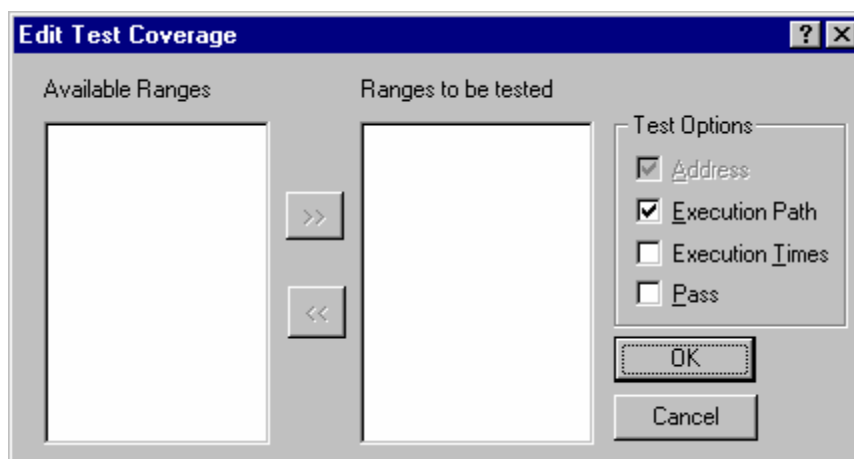 Edit Test Coverage
? X
Available Ranges
Ranges to be tested
>>
<<
Test Options
Address
Execution Path
Execution Times
Pass
OK
Cancel